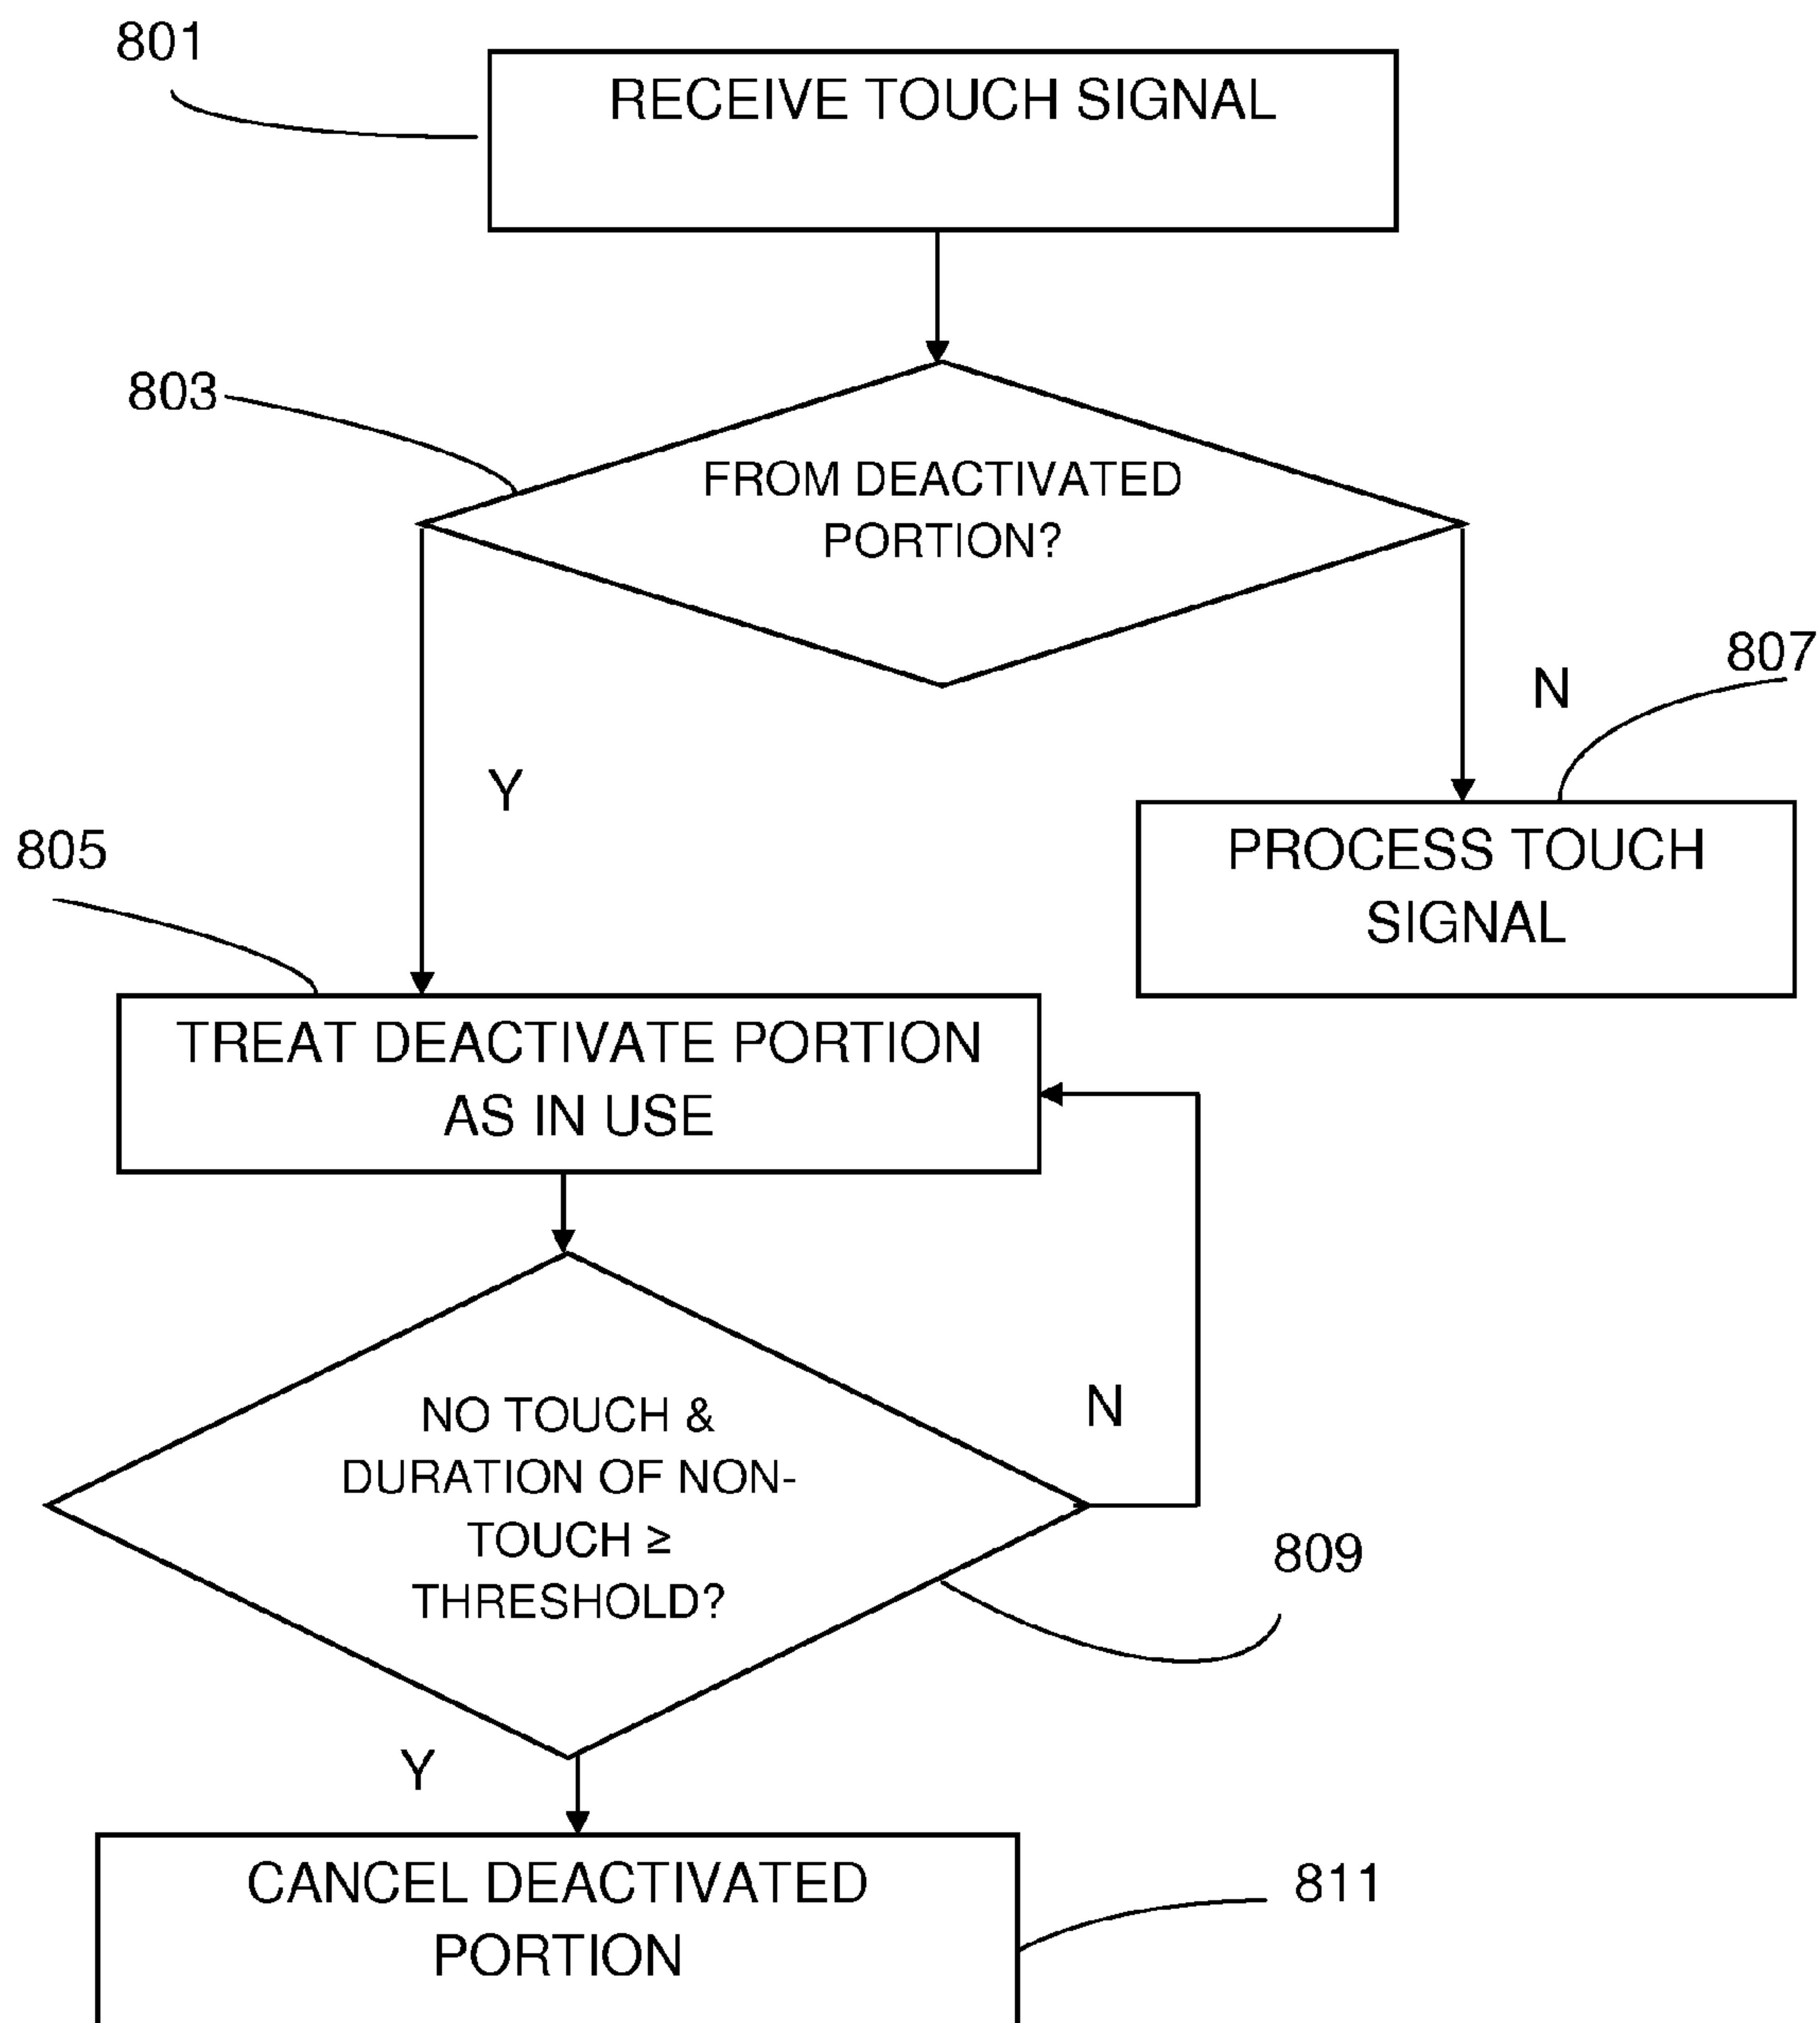 801
RECEIVE TOUCH SIGNAL
803
FROM DEACTIVATED
PORTION?
807
N
Y
PROCESS TOUCH
SIGNAL
805
TREAT DEACTIVATE PORTION
AS IN USE
NO TOUCH &
DURATION OF NON-
TOUCH ≥
THRESHOLD?
N
809
Y
CANCEL DEACTIVATED
PORTION
811